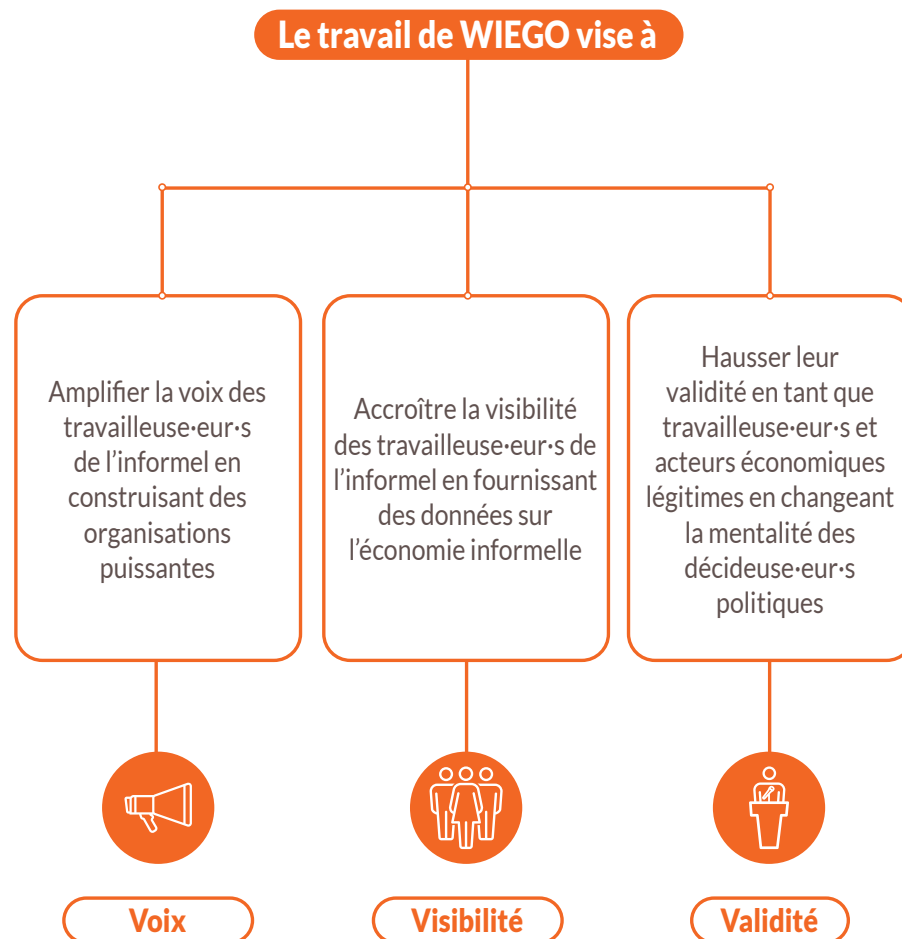 Le travail de WIEGO vise à
Amplifier la voix des
travailleuse·eur·s
de l’informel en
construisant des
organisations
puissantes
Accroître la visibilité
des travailleuse·eur·s de
l’informel en fournissant
des données sur
l’économie informelle
Hausser leur
validité en tant que
travailleuse·eur·s et
acteurs économiques
légitimes en changeant
la mentalité des
décideuse·eur·s
politiques
Voix
Visibilité
Validité